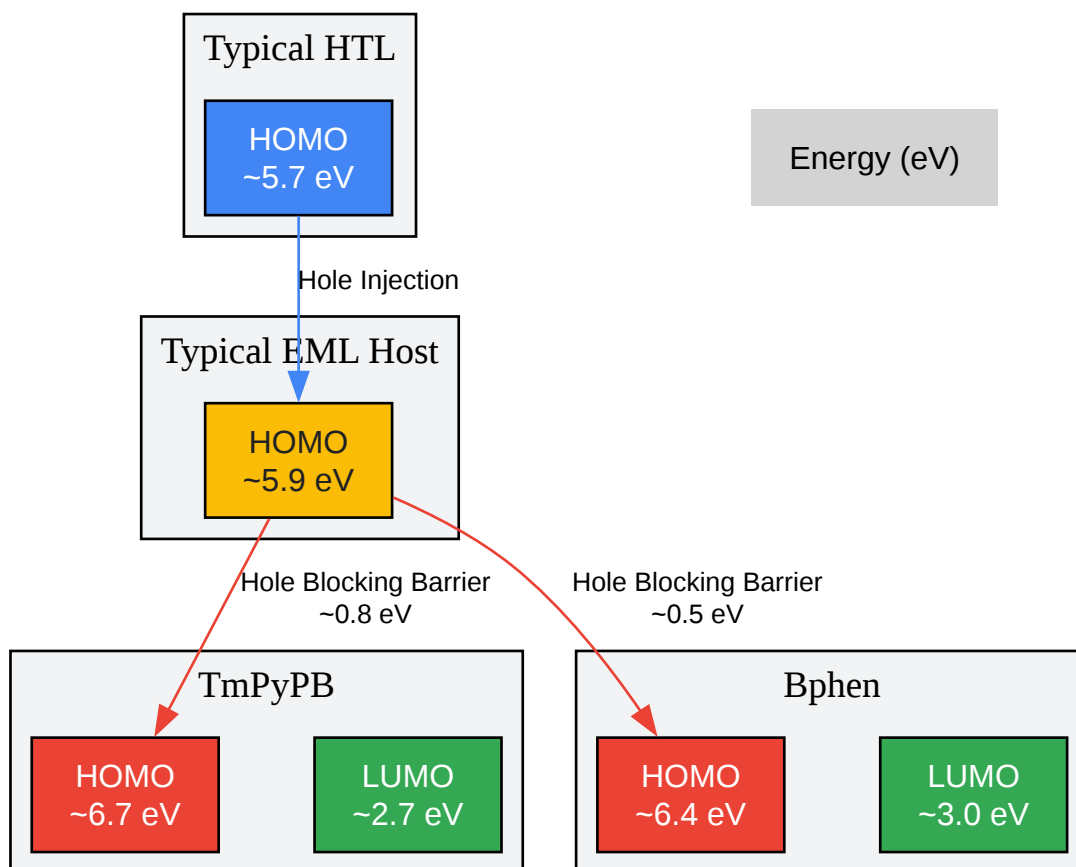 Typical HTL
HOMO
~5.7 eV
Energy (eV)
Hole Injection
Typical EML Host
HOMO
~5.9 eV
Hole Blocking Barrier
~0.8 eV
Hole Blocking Barrier
~0.5 eV
TmPyPB
HOMO
~6.7 eV
LUMO
~2.7 eV
Bphen
HOMO
~6.4 eV
LUMO
~3.0 eV